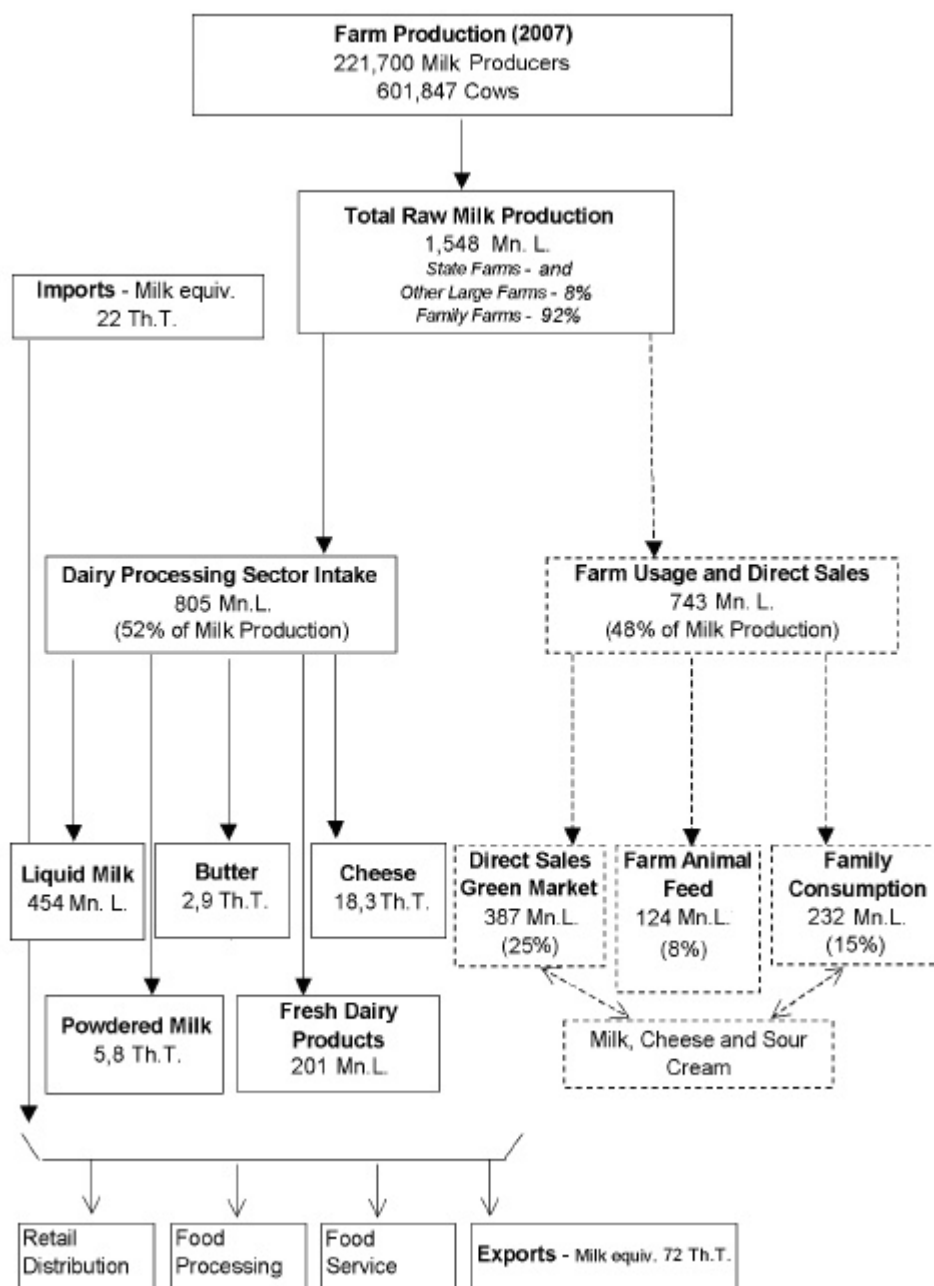 Farm Production (2007)
221,700 Milk Producers
601,847 Cows
Total Raw Milk Production
1,548 Mn. L.
State Farms - and
Other Large Farms - 8%
Family Farms - 92%
Imports - Milk equiv.
22 Th.T.
Dairy Processing Sector Intake
805 Mn.L.
(52% of Milk Production)
Farm Usage and Direct Sales
743 Mn. L.
(48% of Milk Production)
Liquid Milk
454 Mn. L.
Butter
2,9 Th.T.
Cheese
18,3 Th.T.
Direct Sales
Green Market
387 Mn.L.
(25%)
Farm Animal
Feed
124 Mn.L.
(8%)
Family
Consumption
232 Mn.L.
(15%)
Powdered Milk
5,8 Th.T.
Fresh Dairy
Products
201 Mn.L.
Milk, Cheese and Sour
Cream
Retail
Distribution
Food
Processing
Food
Service
Exports - Milk equiv. 72 Th.T.